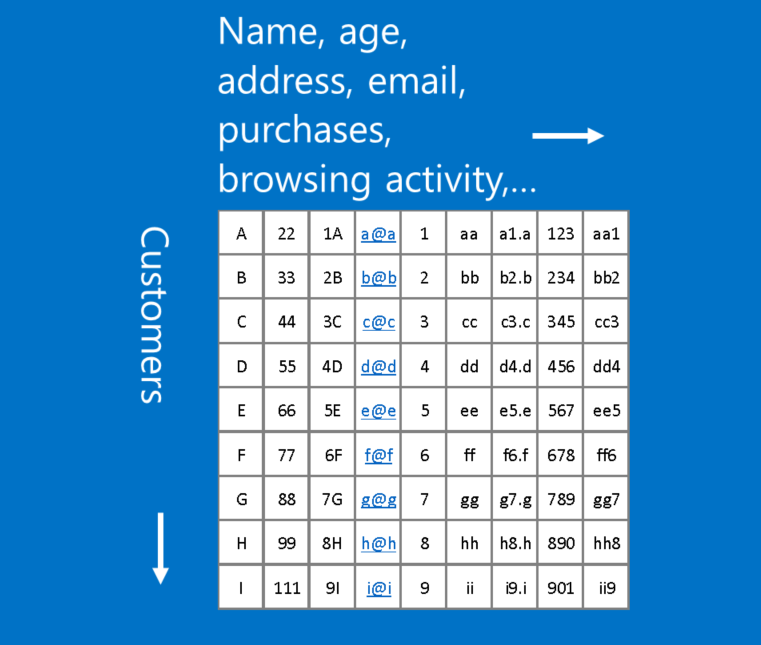 Name, age,
address, email,
purchases,
browsing activity,...
Customers
A 22 1A a@a 1 aa a1.a 123 aa1
B 33 2B b@b 2 bb b2.b 234 bb2
C 44 3C c@c 3 cc c3.c 345 cc3
D 55 4D d@d 4 dd d4.d 456 dd4
E 66 5E e@e 5 ee e5.e 567 ee5
F 77 6F f@f 6 ff f6.f 678 ff6
G 88 7G g@g 7 gg g7.g 789 gg7
H 99 8H h@h 8 hh h8.h 890 hh8
I 111 9I i@i 9 ii i9.i 901 ii9